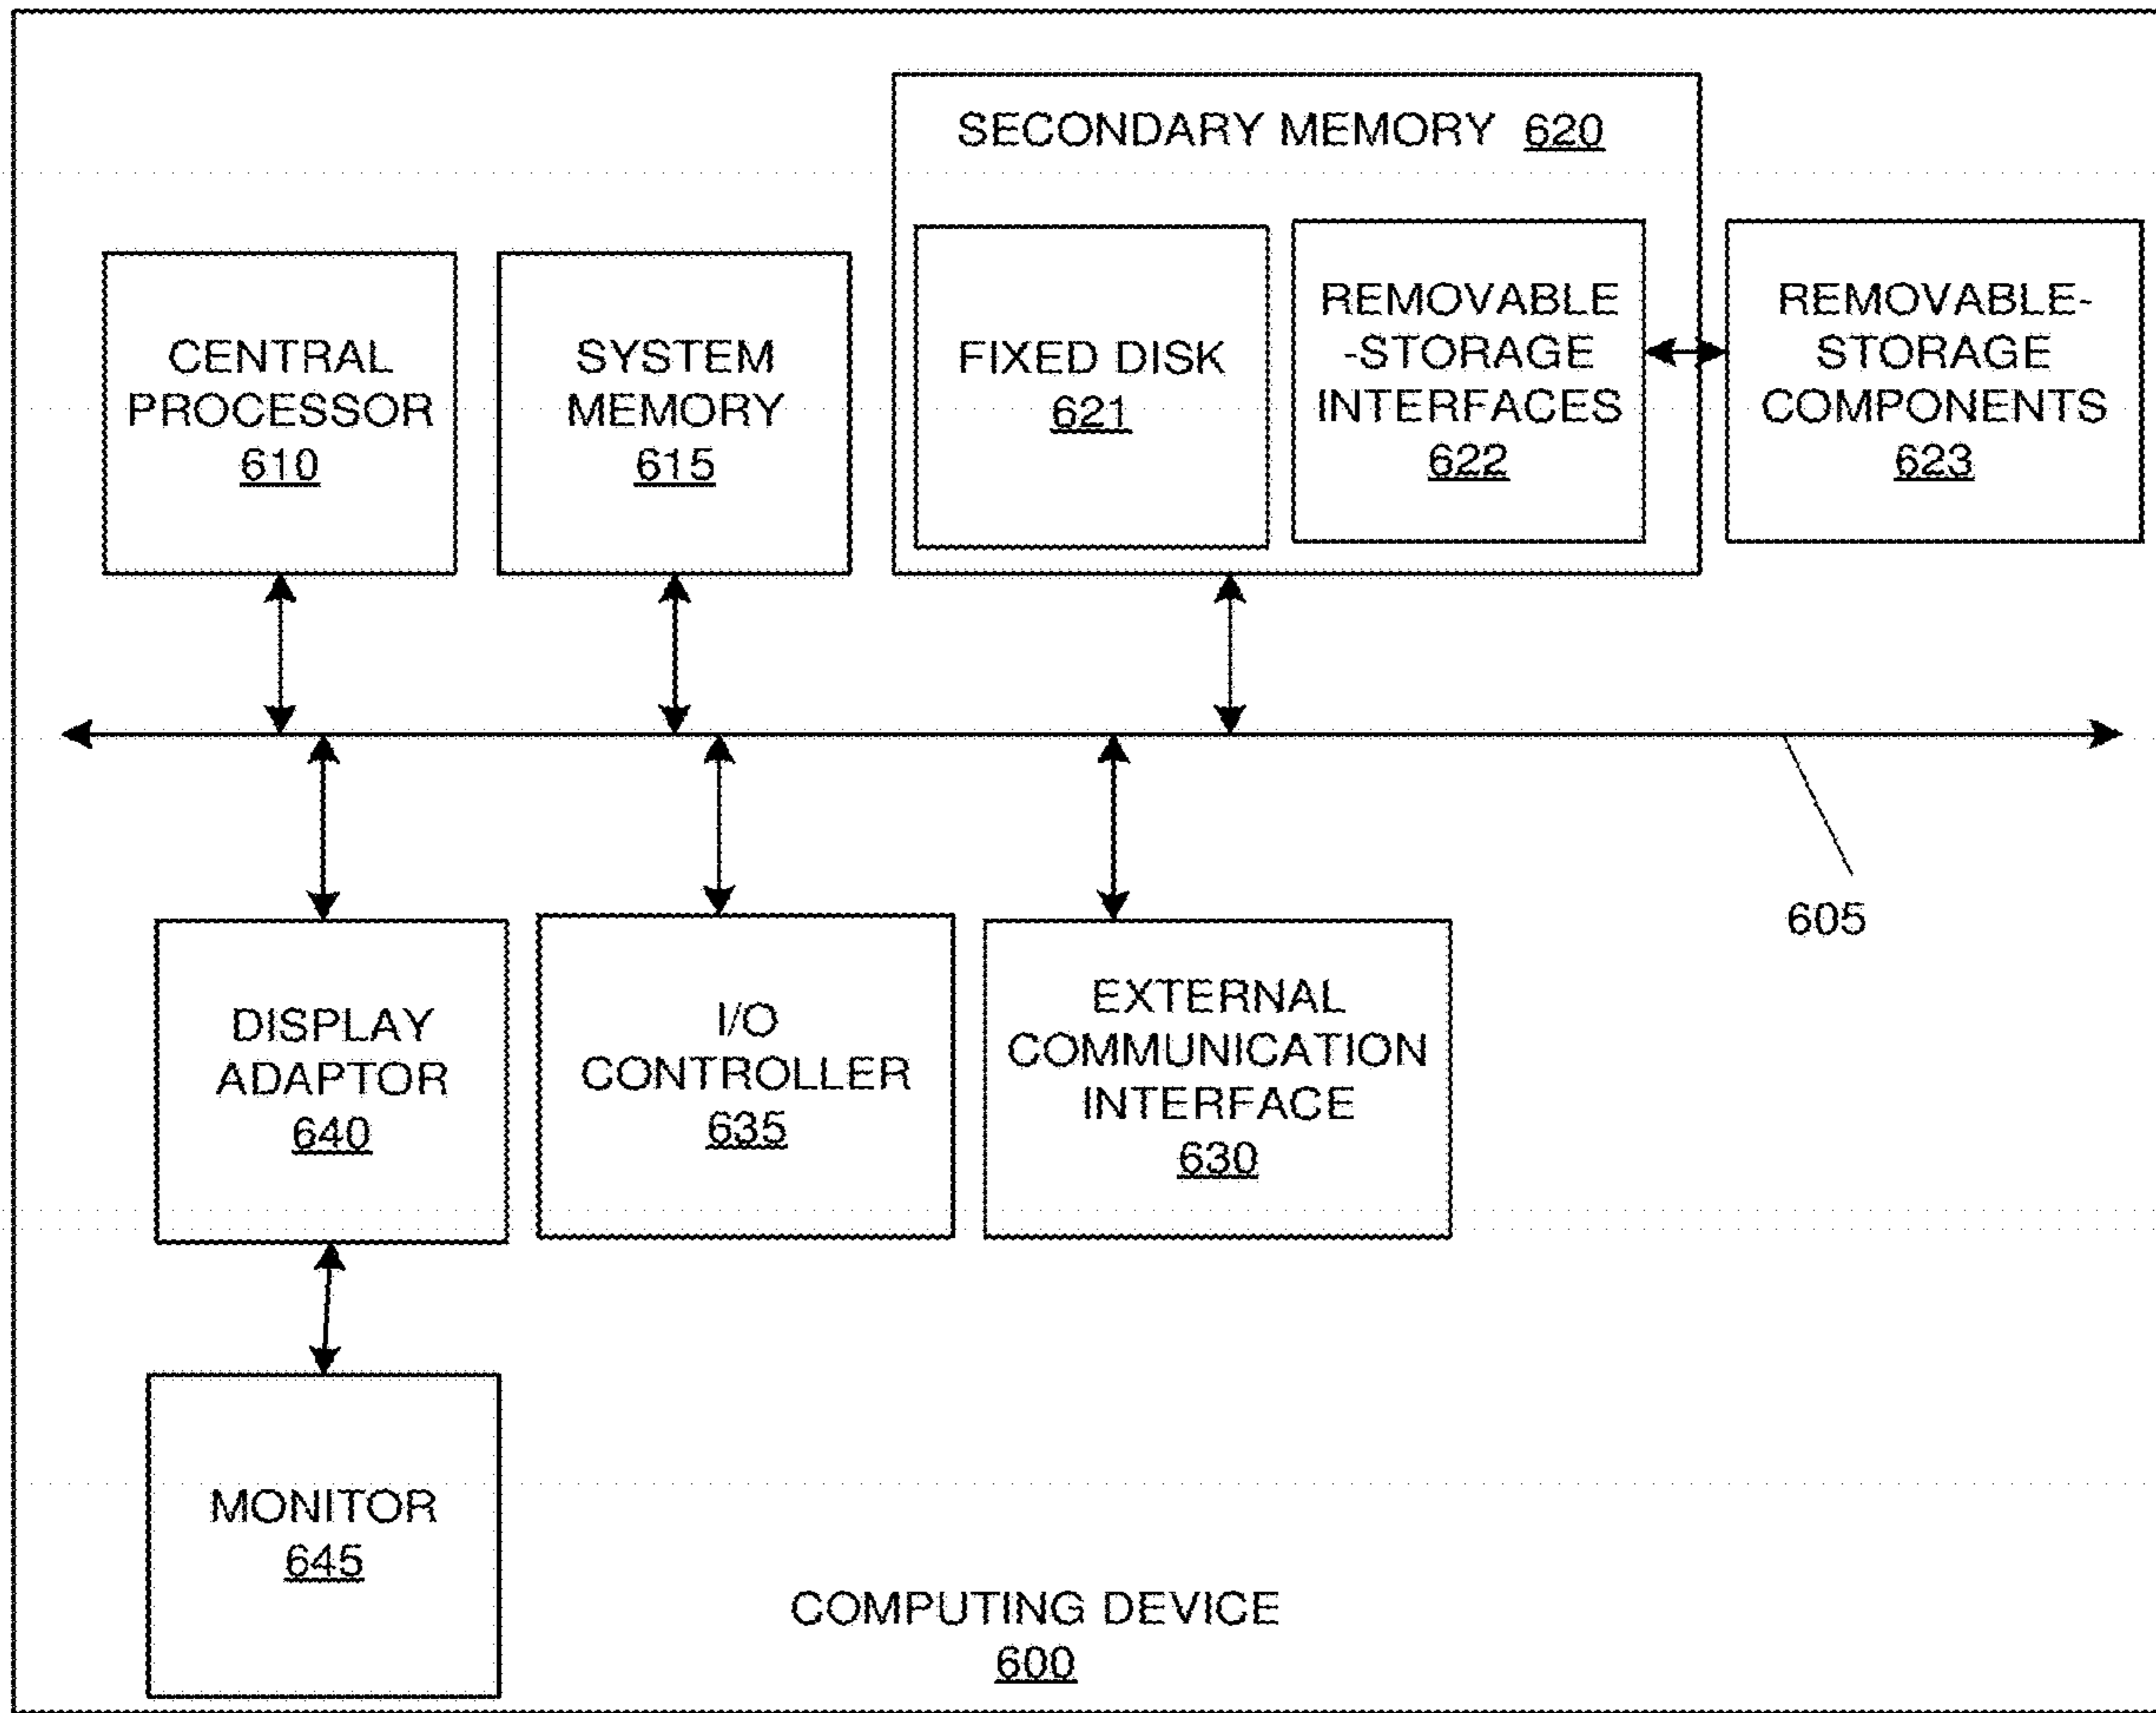 SECONDARY MEMORY 620
CENTRAL
PROCESSOR
610
SYSTEM
MEMORY
615
FIXED DISK
621
REMOVABLE
-STORAGE
INTERFACES
622
REMOVABLE-
STORAGE
COMPONENTS
623
605
DISPLAY
ADAPTOR
640
I/O
CONTROLLER
635
EXTERNAL
COMMUNICATION
INTERFACE
630
MONITOR
645
COMPUTING DEVICE
600